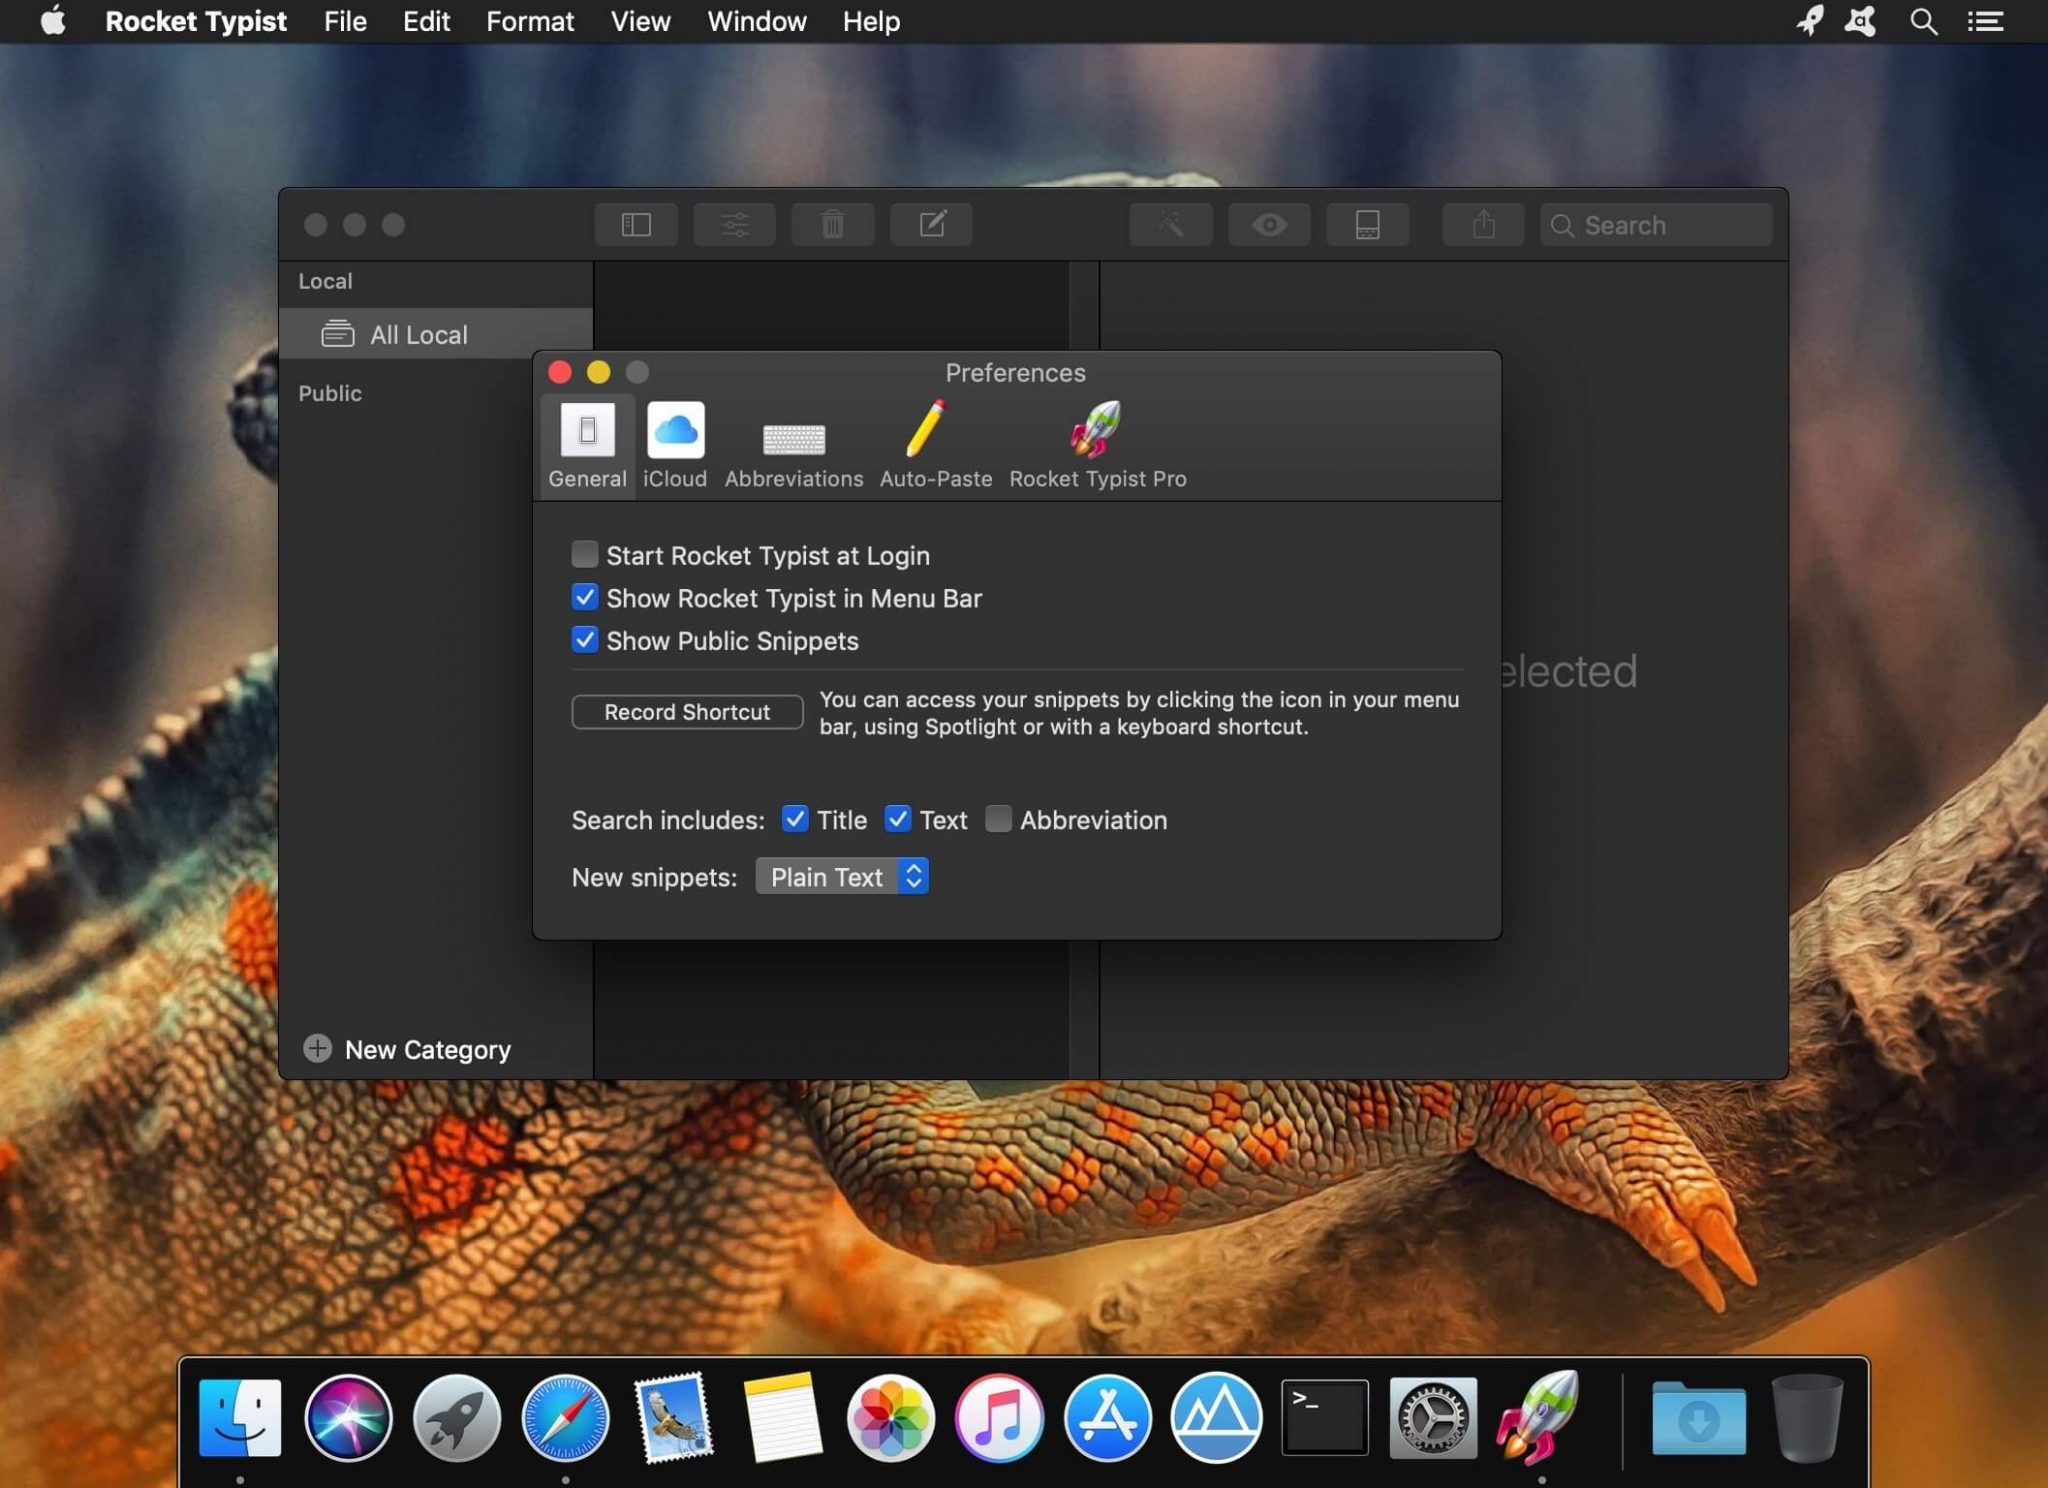 Rocket Typist File Edit Format View Window Help
Search
Local
All Local
Public
Preferences
General iCloud Abbreviations Auto-Paste Rocket Typist Pro
Start Rocket Typist at Login
Show Rocket Typist in Menu Bar
Show Public Snippets
elected
Record Shortcut
You can access your snippets by clicking the icon in your menu
bar, using Spotlight or with a keyboard shortcut.
Search includes: Title Text Abbreviation
New snippets: Plain Text
New Category
>_